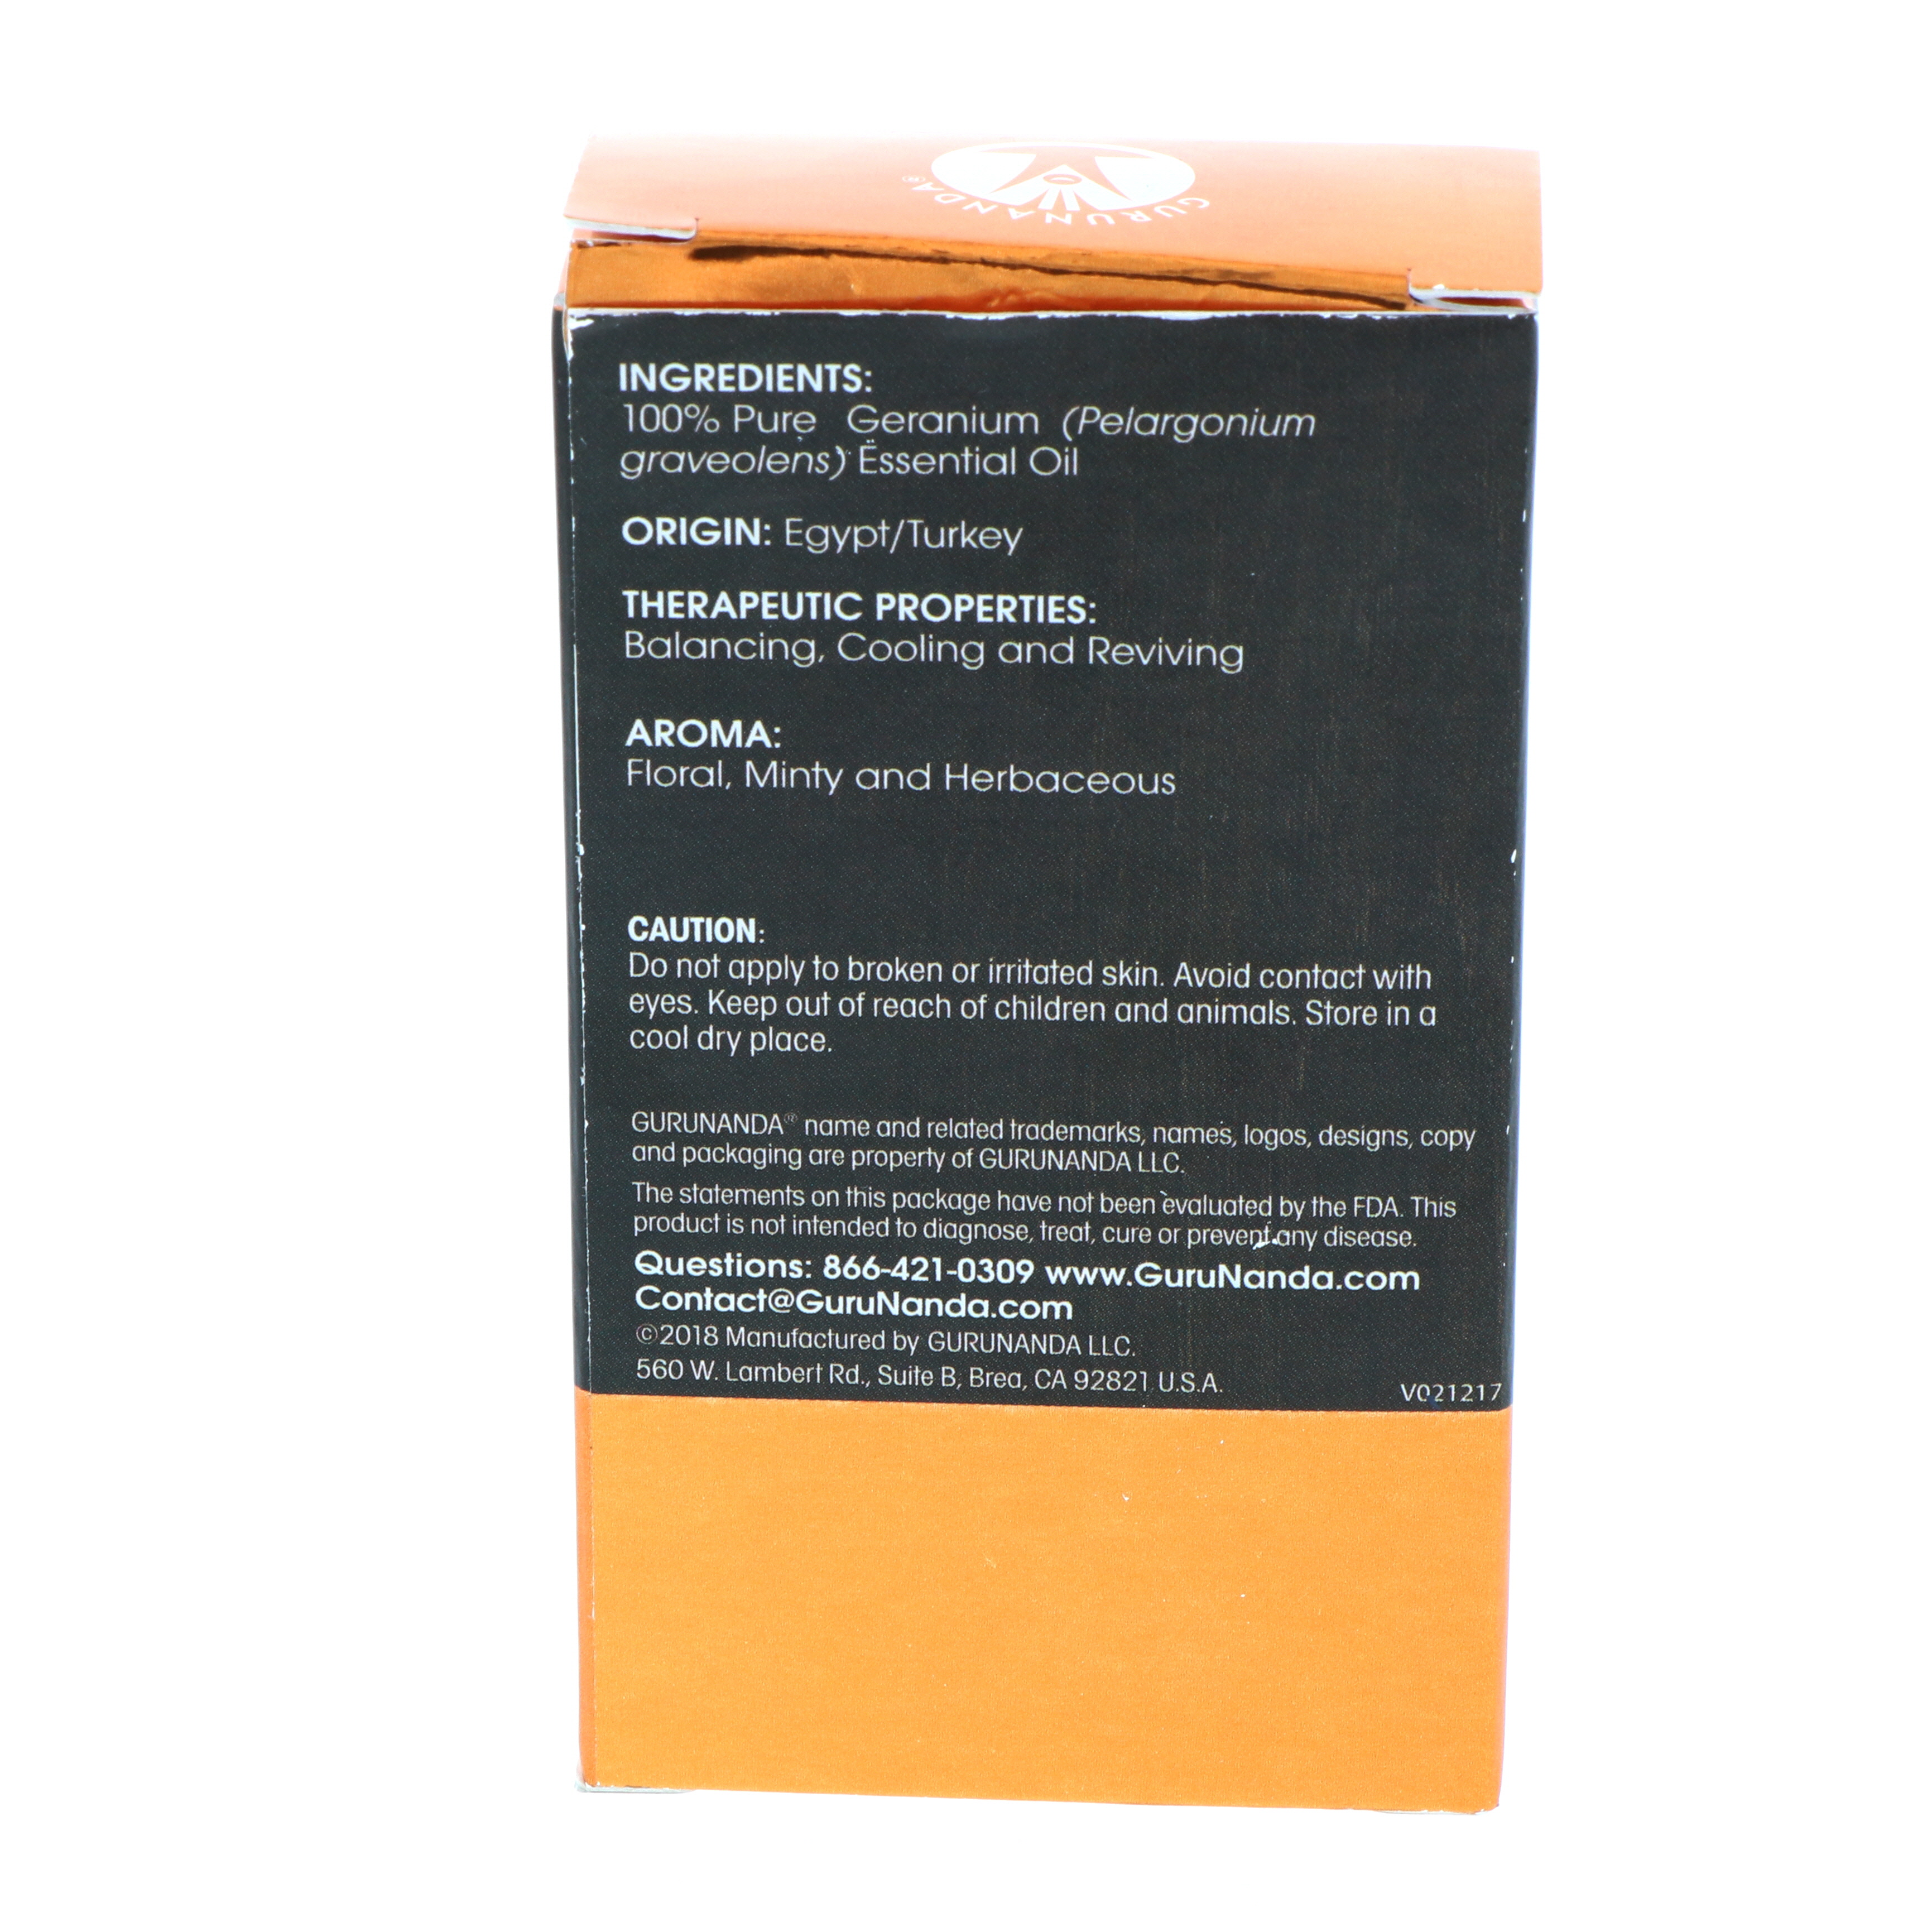 GURUNANDA®
INGREDIENTS:
100% Pure Geranium (Pelargonium
graveolens) Essential Oil
ORIGIN: Egypt/Turkey
THERAPEUTIC PROPERTIES:
Balancing, Cooling and Reviving
AROMA:
Floral, Minty and Herbaceous
CAUTION:
Do not apply to broken or irritated skin. Avoid contact with
eyes. Keep out of reach of children and animals. Store in a
cool dry place.
GURUNANDA® name and related trademarks, names, logos, designs, copy
and packaging are property of GURUNANDA LLC.
The statements on this package have not been evaluated by the FDA. This
product is not intended to diagnose, treat, cure or prevent any disease.
Questions: 866-421-0309 www.GuruNanda.com
Contact@GuruNanda.com
©2018 Manufactured by GURUNANDA LLC.
560 W. Lambert Rd., Suite B, Brea, CA 92821 U.S.A.
V021217